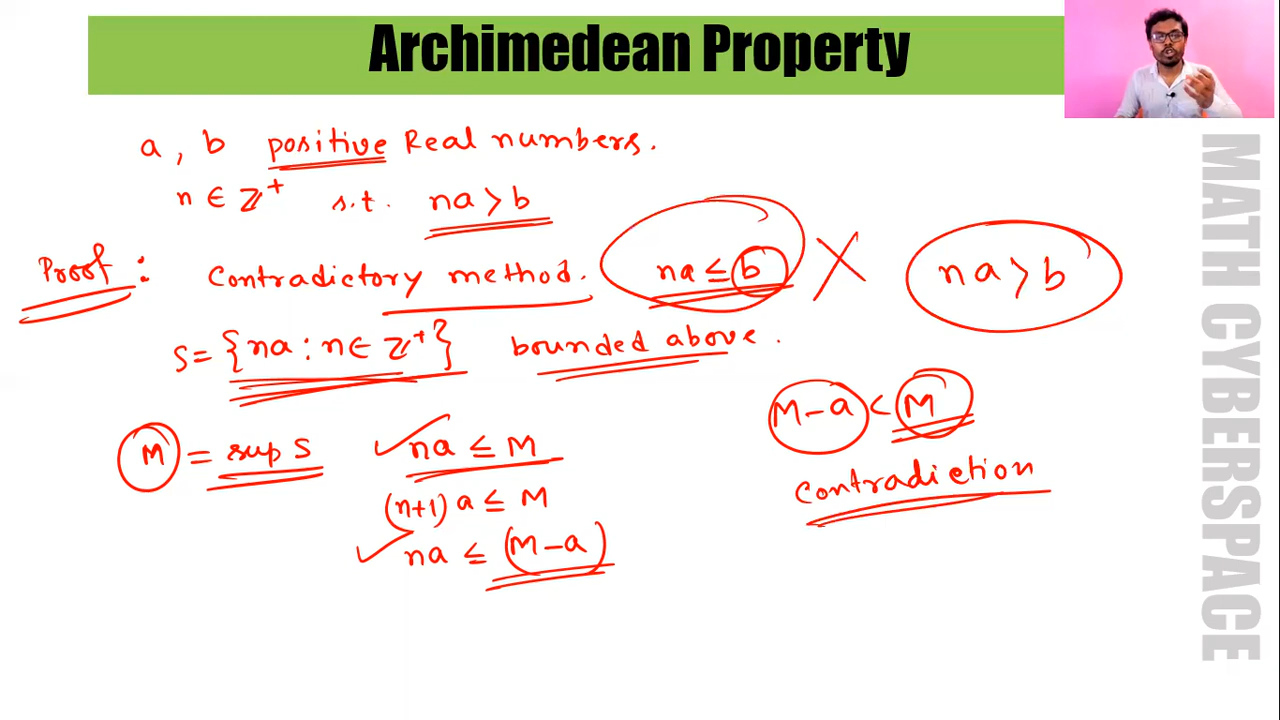 Archimedean Property
a, b positive Real numbers.
n ∈ ℤ⁺ s.t. na > b
Proof : Contradictory method. na ≤ b X na > b
S = {na : n ∈ ℤ⁺} bounded above.
M = sup S na ≤ M M-a < M
(n+1) a ≤ M contradiction
na ≤ (M-a)
MATH CYBERSPACE